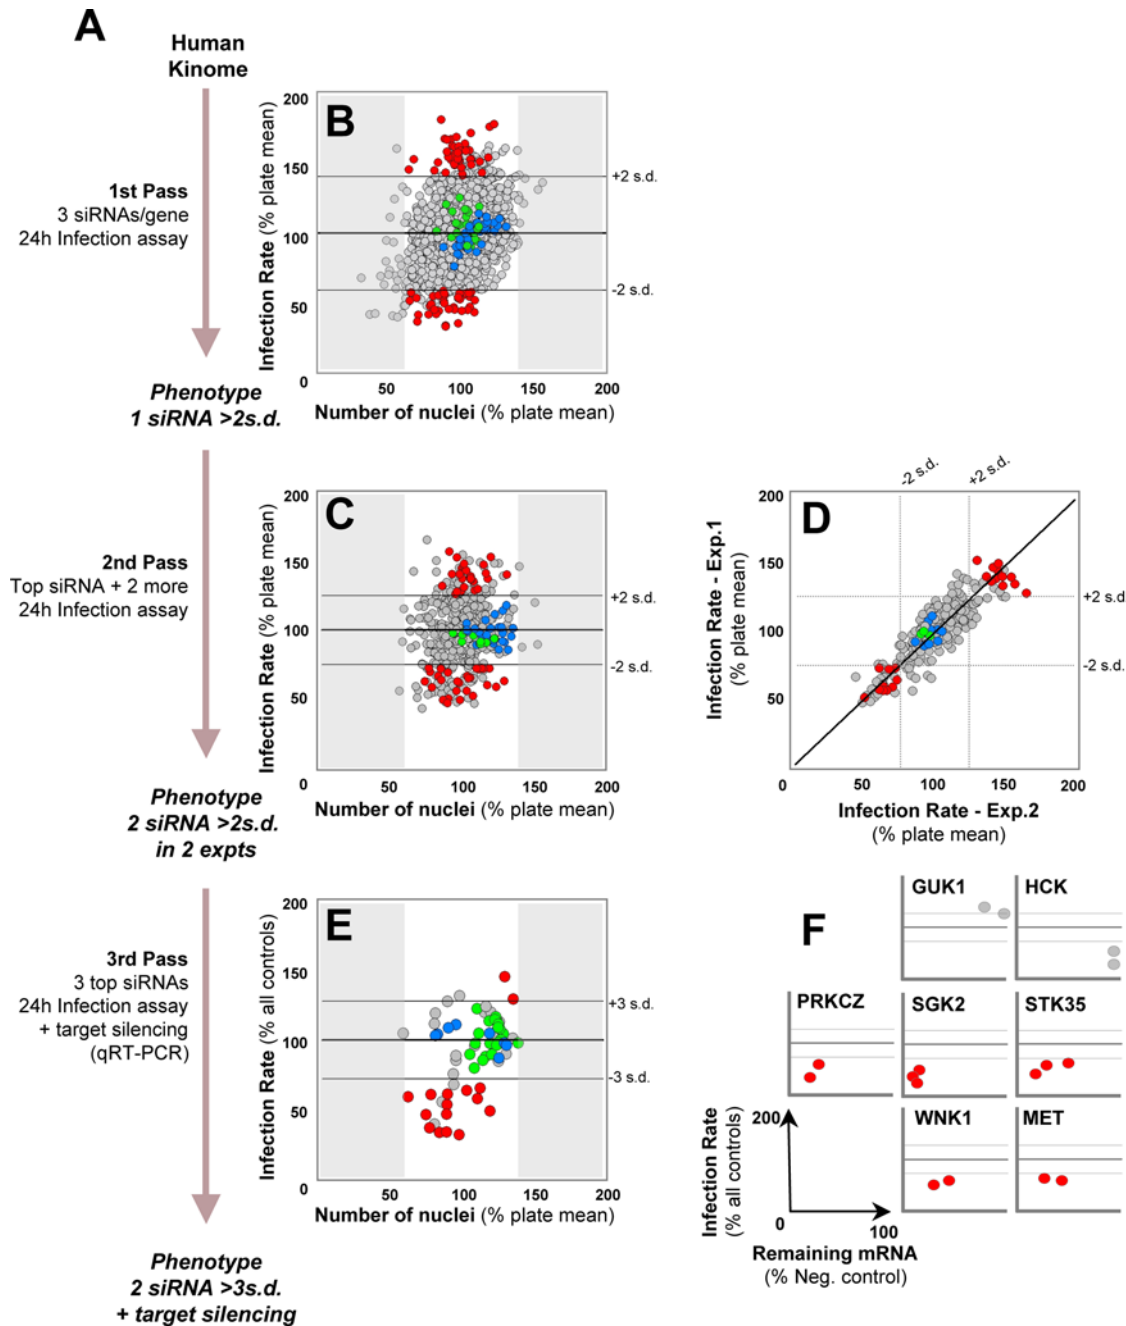 A
Human
Kinome
1st Pass
3 siRNAs/gene
24h Infection assay
Phenotype
1 siRNA >2s.d.
2nd Pass
Top siRNA + 2 more
24h Infection assay
Phenotype
2 siRNA >2s.d.
in 2 expts
3rd Pass
3 top siRNAs
24h Infection assay
+ target silencing
(qRT-PCR)
Phenotype
2 siRNA >3s.d.
+ target silencing
B
Infection Rate (% plate mean)
200
150
100
50
0
+2 s.d.
-2 s.d.
50 100 150 200
Number of nuclei (% plate mean)
C
Infection Rate (% plate mean)
200
150
100
50
0
+2 s.d.
-2 s.d.
50 100 150 200
Number of nuclei (% plate mean)
D
-2 s.d. +2 s.d.
Infection Rate - Exp.1
(% plate mean)
200
150
100
50
0
+2 s.d
-2 s.d.
0 50 100 150 200
Infection Rate - Exp.2
(% plate mean)
E
Infection Rate (% all controls)
200
150
100
50
0
+3 s.d.
-3 s.d.
50 100 150 200
Number of nuclei (% plate mean)
F
GUK1 HCK
PRKCZ SGK2 STK35
WNK1 MET
Infection Rate
(% all controls)
200
0
100
Remaining mRNA
(% Neg. control)